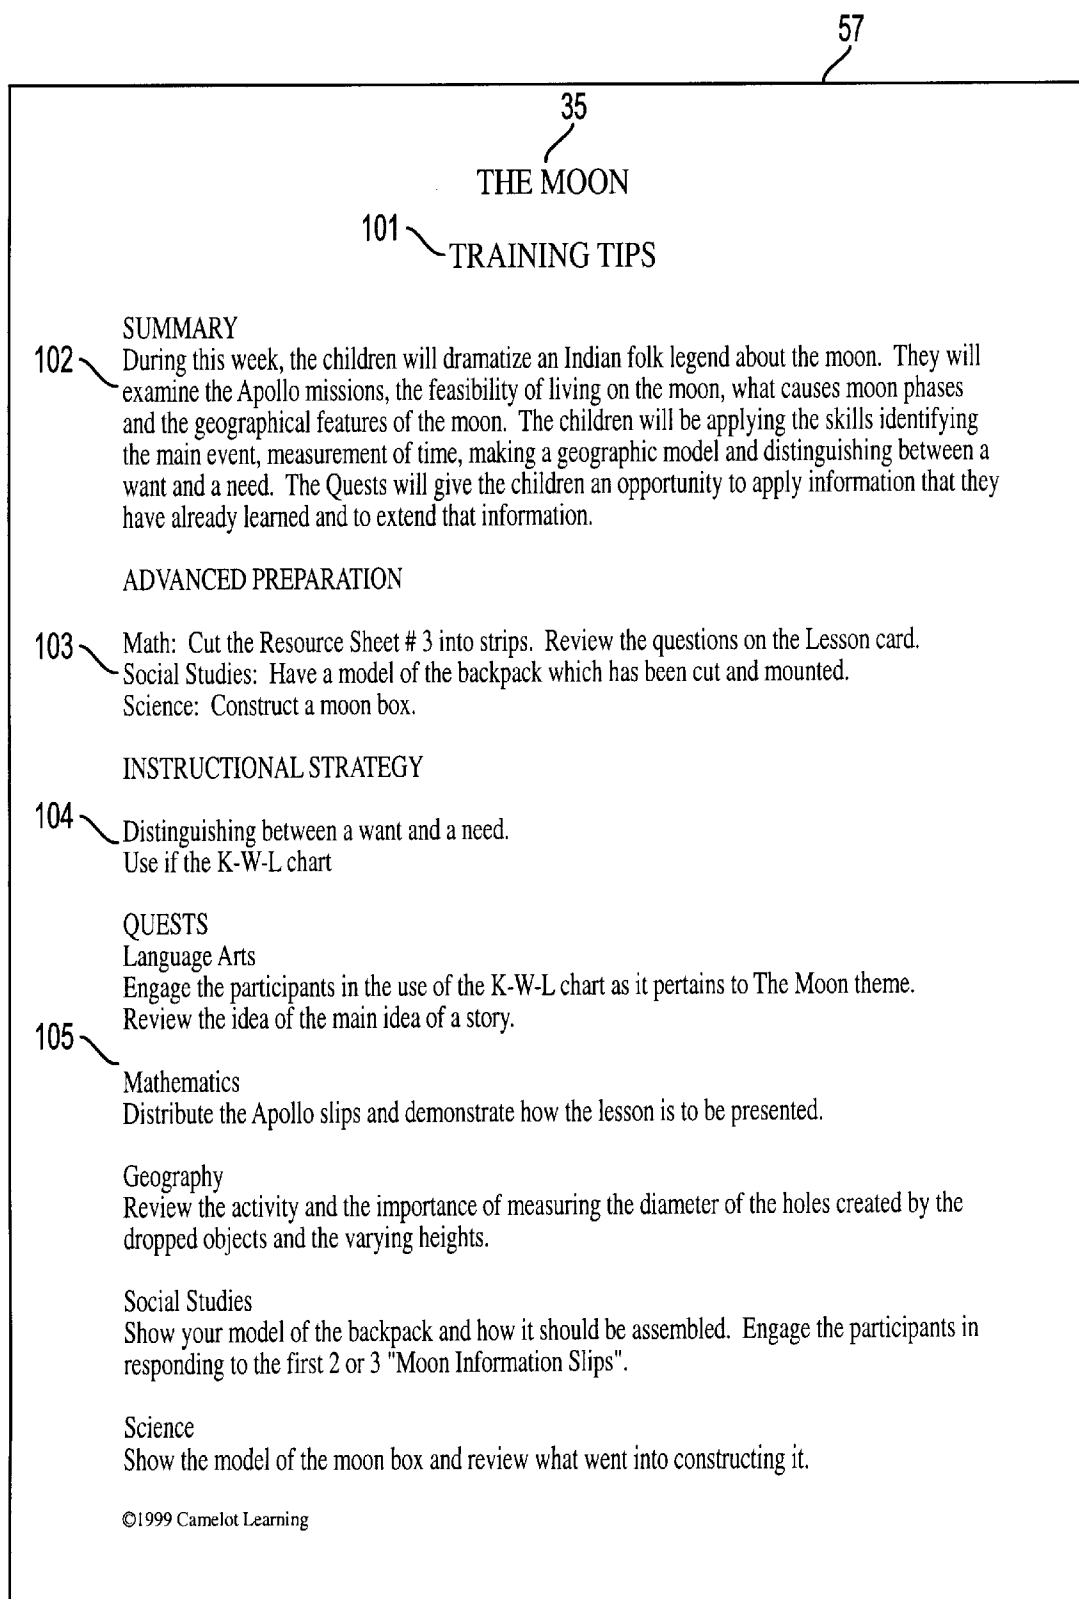 57
35
THE MOON
101
TRAINING TIPS
SUMMARY
102
During this week, the children will dramatize an Indian folk legend about the moon. They will
examine the Apollo missions, the feasibility of living on the moon, what causes moon phases
and the geographical features of the moon. The children will be applying the skills identifying
the main event, measurement of time, making a geographic model and distinguishing between a
want and a need. The Quests will give the children an opportunity to apply information that they
have already learned and to extend that information.
ADVANCED PREPARATION
103
Math: Cut the Resource Sheet # 3 into strips. Review the questions on the Lesson card.
Social Studies: Have a model of the backpack which has been cut and mounted.
Science: Construct a moon box.
INSTRUCTIONAL STRATEGY
104
Distinguishing between a want and a need.
Use if the K-W-L chart
QUESTS
Language Arts
Engage the participants in the use of the K-W-L chart as it pertains to The Moon theme.
Review the idea of the main idea of a story.
105
Mathematics
Distribute the Apollo slips and demonstrate how the lesson is to be presented.
Geography
Review the activity and the importance of measuring the diameter of the holes created by the
dropped objects and the varying heights.
Social Studies
Show your model of the backpack and how it should be assembled. Engage the participants in
responding to the first 2 or 3 "Moon Information Slips".
Science
Show the model of the moon box and review what went into constructing it.
©1999 Camelot Learning